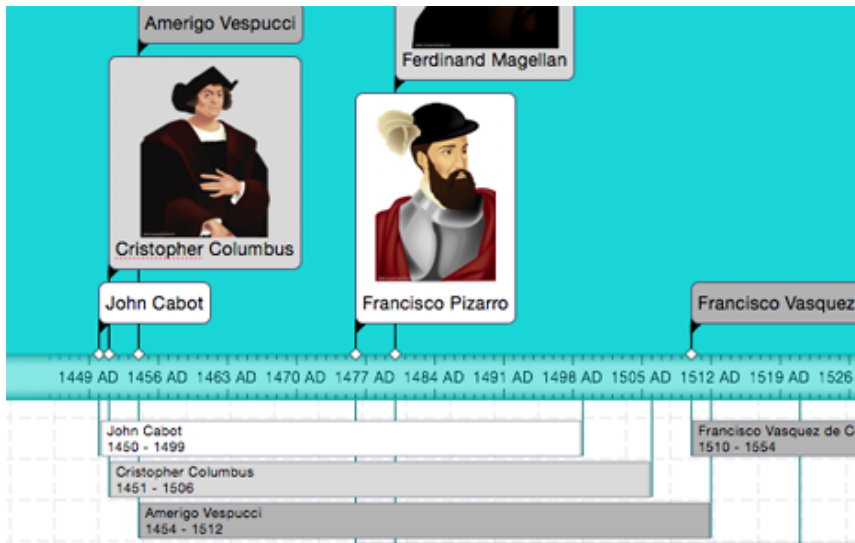 Amerigo Vespucci
Ferdinand Magellan
Cristopher Columbus
John Cabot
Francisco Pizarro
Francisco Vasquez
1449 AD 1456 AD 1463 AD 1470 AD 1477 AD 1484 AD 1491 AD 1498 AD 1505 AD 1512 AD 1519 AD 1526
John Cabot
1450 - 1499
Francisco Vasquez de C
1510 - 1554
Cristopher Columbus
1451 - 1506
Amerigo Vespucci
1454 - 1512